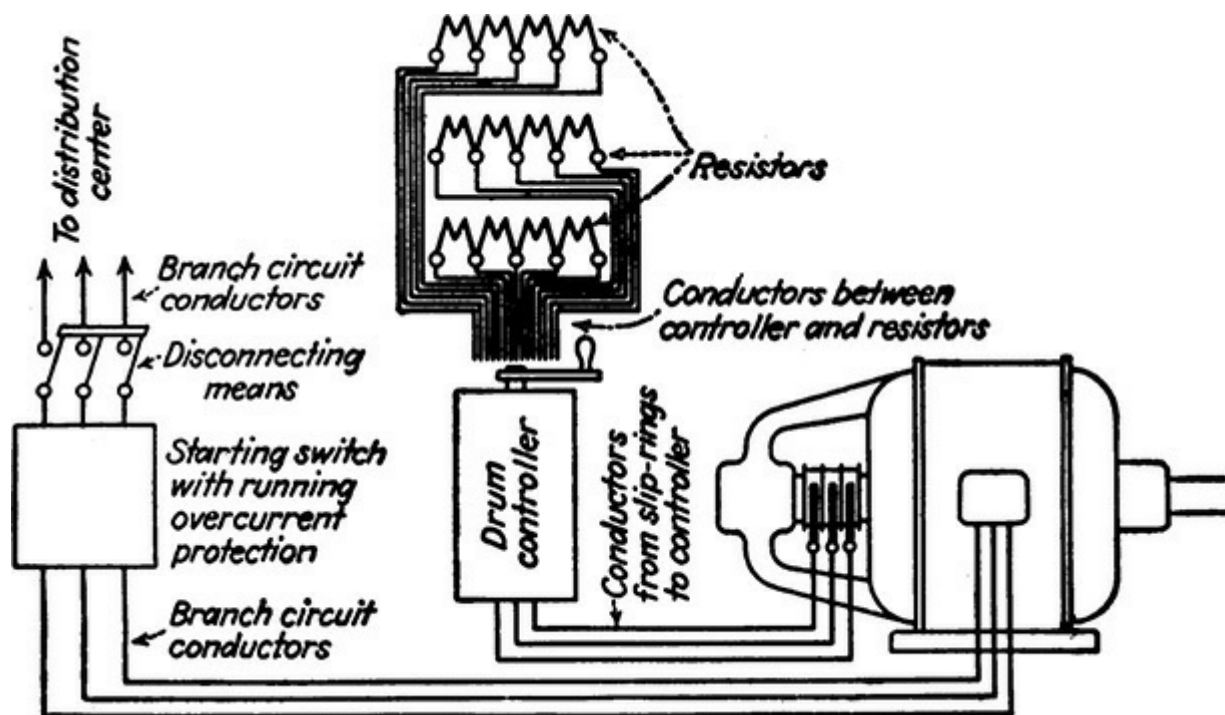 To distribution
center
Branch circuit
conductors
Disconnecting
means
Starting switch
with running
overcurrent
protection
Branch circuit
conductors
Resistors
Conductors between
controller and resistors
Drum
controller
Conductors
from slip-rings
to controller